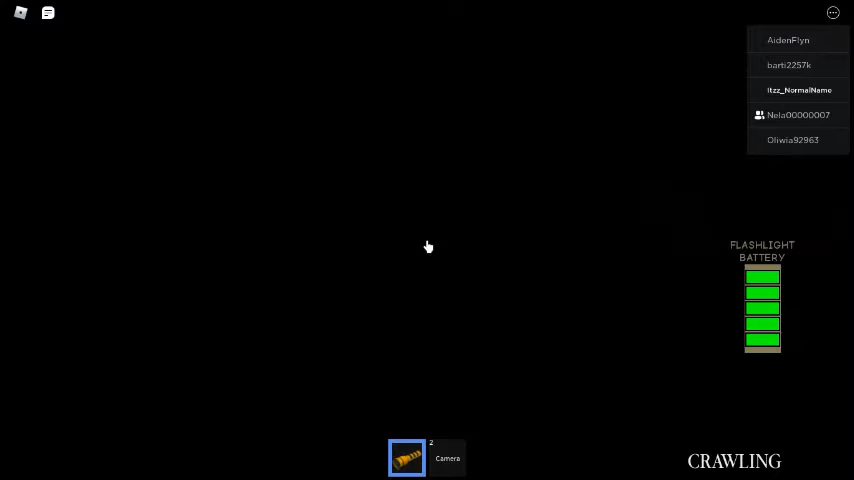 AidenFlyn
barti2257k
Itzz_NormalName
Nela00000007
Oliwia92963
FLASHLIGHT
BATTERY
2
Camera
CRAWLING